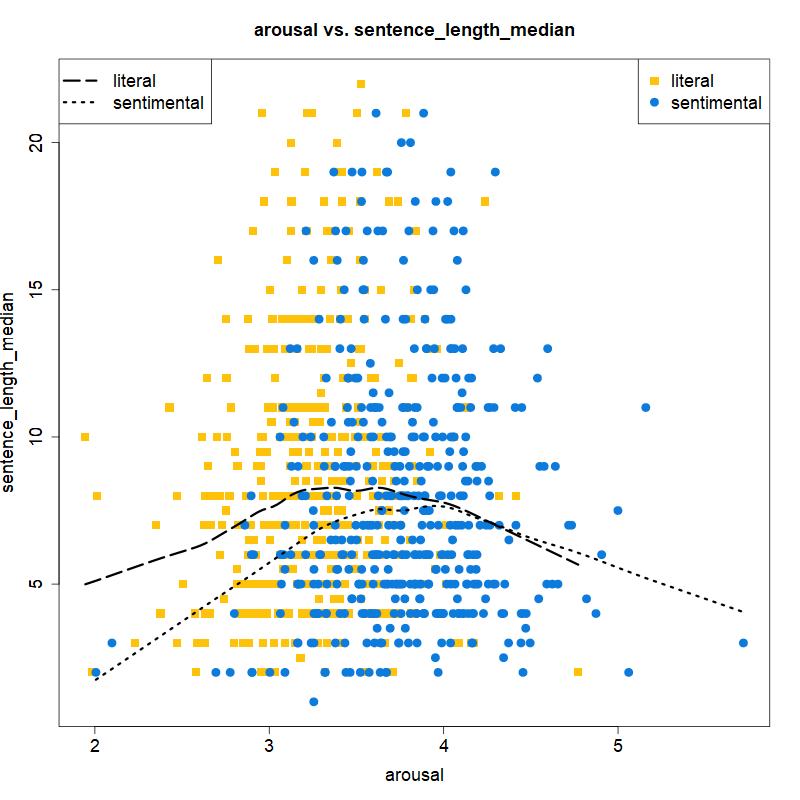 arousal vs. sentence_length_median
literal
sentimental
literal
sentimental
sentence_length_median
20
15
10
5
2 3 4 5
arousal